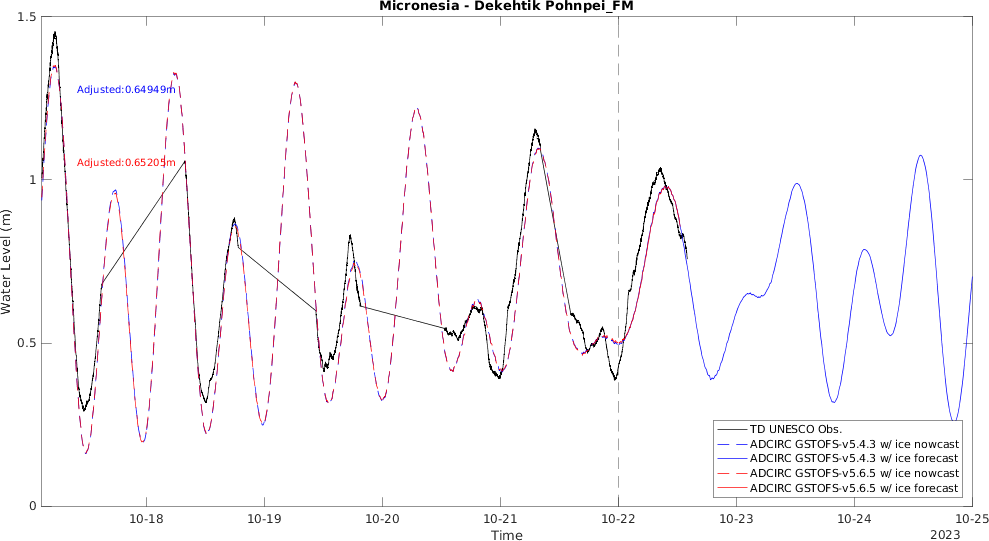 Micronesia - Dekehtik Pohnpei_FM
1.5
1
0.5
0
Water Level (m)
Adjusted:0.64949m
Adjusted:0.65205m
TD UNESCO Obs.
ADCIRC GSTOFS-v5.4.3 w/ ice nowcast
ADCIRC GSTOFS-v5.4.3 w/ ice forecast
ADCIRC GSTOFS-v5.6.5 w/ ice nowcast
ADCIRC GSTOFS-v5.6.5 w/ ice forecast
10-18 10-19 10-20 10-21 10-22 10-23 10-24 10-25
Time
2023